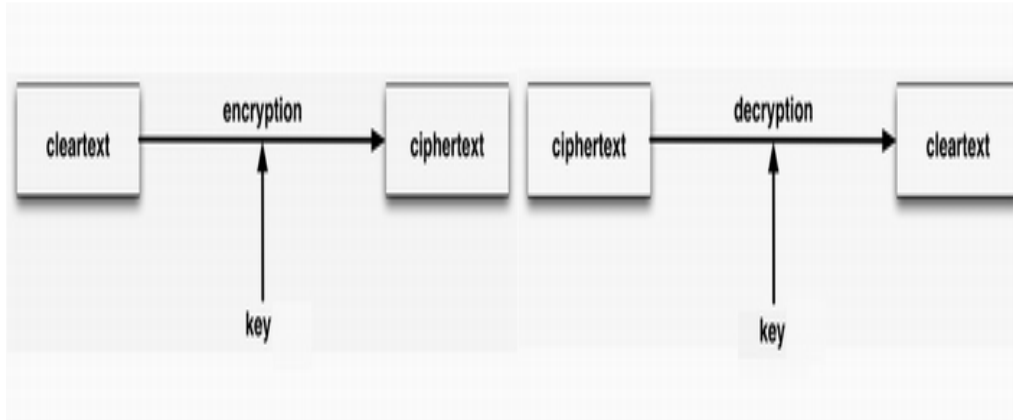 encryption
decryption
cleartext
ciphertext
ciphertext
cleartext
key
key